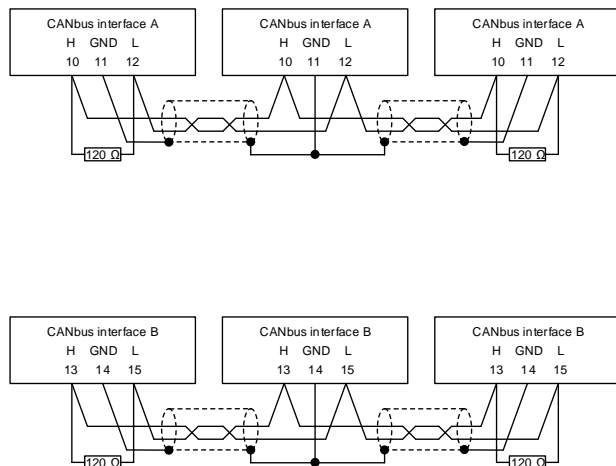 CANbus interface A CANbus interface A CANbus interface A
H GND L H GND L H GND L
10 11 12 10 11 12 10 11 12
120 Ω 120 Ω
CANbus interface B CANbus interface B CANbus interface B
H GND L H GND L H GND L
13 14 15 13 14 15 13 14 15
120 Ω 120 Ω